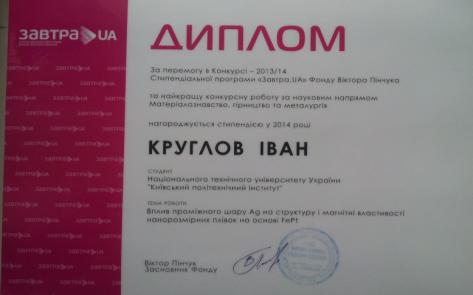 ЗАВТРА.UA
ДИПЛОМ
За перемогу в Конкурсі – 2013/14
Стипендіальної програми «Завтра.UA» Фонду Віктора Пінчука
та найкращу конкурсну роботу за науковим напрямом
Матеріалознавство, гірництво та металургія
нагороджується стипендією у 2014 році
КРУГЛОВ ІВАН
СТУДЕНТ
Національного технічного університету України
"Київський політехнічний інститут"
ТЕМА РОБОТИ
Вплив проміжного шару Ag на структуру і магнітні властивості
нанорозмірних плівок на основі FePt
Віктор Пінчук
Засновник Фонду